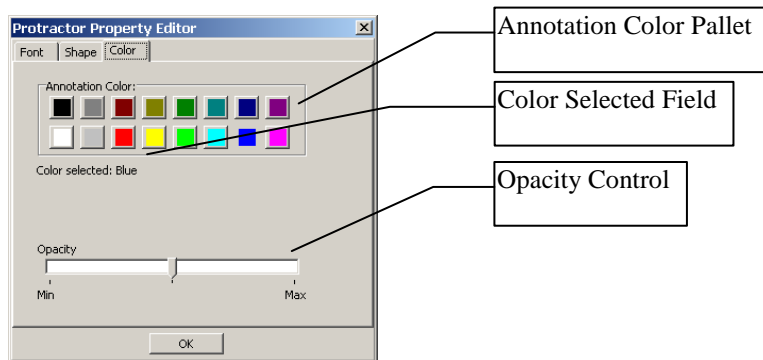 Protractor Property Editor
Font Shape Color
Annotation Color:
Color selected: Blue
Opacity
Min Max
OK
Annotation Color Pallet
Color Selected Field
Opacity Control